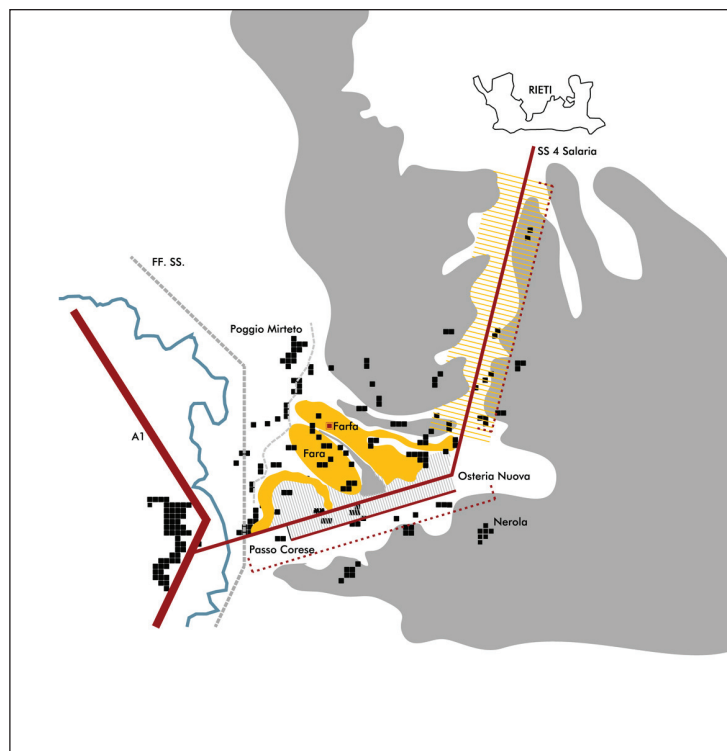 RIETI
SS 4 Salaria
FF. SS.
Poggio Mirteto
A1
Farfa
Fara
Osteria Nuova
Nerola
Passo Corese